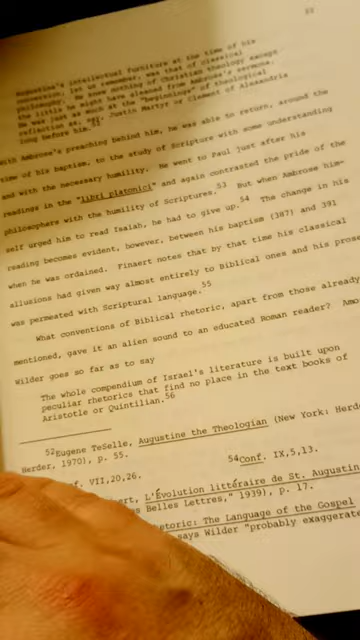 Augustine's intellectual furniture at the time of his
conversion, let us remember, was that of classical
philosophy. He knew nothing of Christian theology except
the little he might have gleaned from Ambrose's sermons.
He was just as much at the "beginnings" of theological
reflection as, say, Justin Martyr or Clement of Alexandria
long before him.
With Ambrose's preaching behind him, he was able to return, around the
time of his baptism, to the study of Scripture with some understanding
and with the necessary humility. He went to Paul just after his
readings in the "libri platonici" and again contrasted the pride of the
philosophers with the humility of Scriptures.53 But when Ambrose him-
self urged him to read Isaiah, he had to give up.54 The change in his
reading becomes evident, however, between his baptism (387) and 391
when he was ordained. Finaert notes that by that time his classical
allusions had given way almost entirely to Biblical ones and his prose
was permeated with Scriptural language.55
What conventions of Biblical rhetoric, apart from those already
mentioned, gave it an alien sound to an educated Roman reader? Amo
Wilder goes so far as to say
The whole compendium of Israel's literature is built upon
peculiar rhetorics that find no place in the text books of
Aristotle or Quintilian.56
52Eugene TeSelle, Augustine the Theologian (New York: Herde
Herder, 1970), p. 55.
f. VII,20,26. 54Conf. IX,5,13.
ert, L'Évolution littéraire de St. Augustin
s Belles Lettres," 1939), p. 17.
hetoric: The Language of the Gospel
says Wilder "probably exaggerate